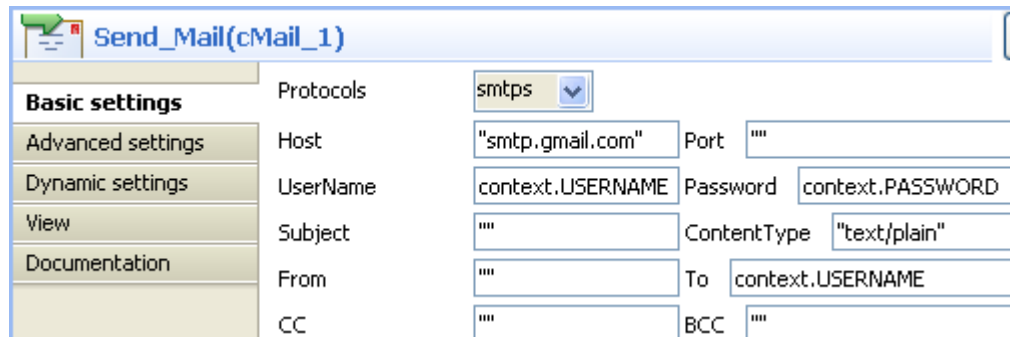 Send_Mail(cMail_1)
Basic settings
Advanced settings
Dynamic settings
View
Documentation
Protocols smtps
Host "smtp.gmail.com" Port ""
UserName context.USERNAME Password context.PASSWORD
Subject "" ContentType "text/plain"
From "" To context.USERNAME
CC "" BCC ""